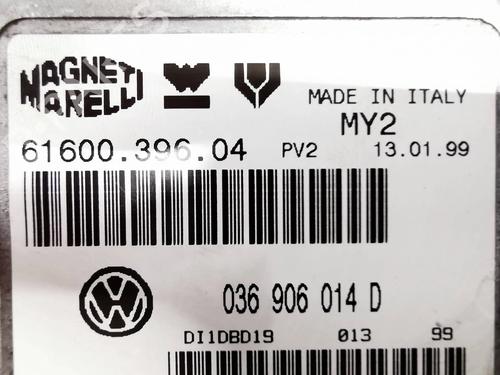 MAGNETI
MARELLI
MADE IN ITALY
MY2
61600.396.04 PV2 13.01.99
036 906 014 D
DI1DBD19 013 99